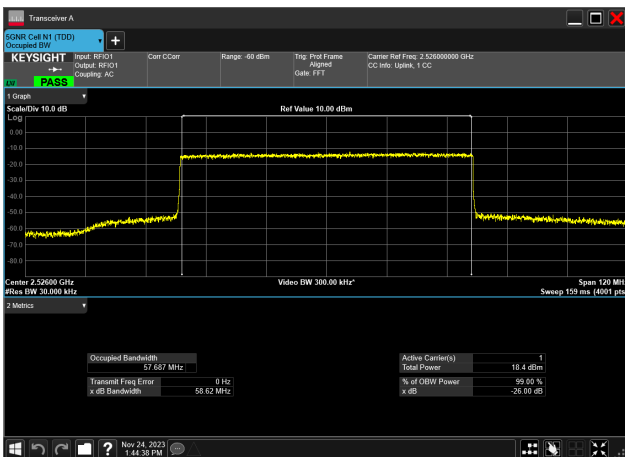 Transceiver A
5GNR Cell N1 (TDD)
Occupied BW
KEYSIGHT
Input: RFIO1
Output: RFIO1
Coupling: AC
Corr CCorr
Range: -60 dBm
Trig: Prot Frame
Aligned
Gate: FFT
Carrier Ref Freq: 2.526000000 GHz
CC Info: Uplink, 1 CC
PASS
1 Graph
Scale/Div 10.0 dB
Ref Value 10.00 dBm
Log
0.00
-10.0
-20.0
-30.0
-40.0
-50.0
-60.0
-70.0
-80.0
Center 2.52600 GHz
#Res BW 30.000 kHz
Video BW 300.00 kHz*
Span 120 MHz
Sweep 159 ms (4001 pts
2 Metrics
Occupied Bandwidth
57.687 MHz
Transmit Freq Error 0 Hz
x dB Bandwidth 58.62 MHz
Active Carrier(s) 1
Total Power 18.4 dBm
% of OBW Power 99.00 %
x dB -26.00 dB
?
Nov 24, 2023
1:44:38 PM